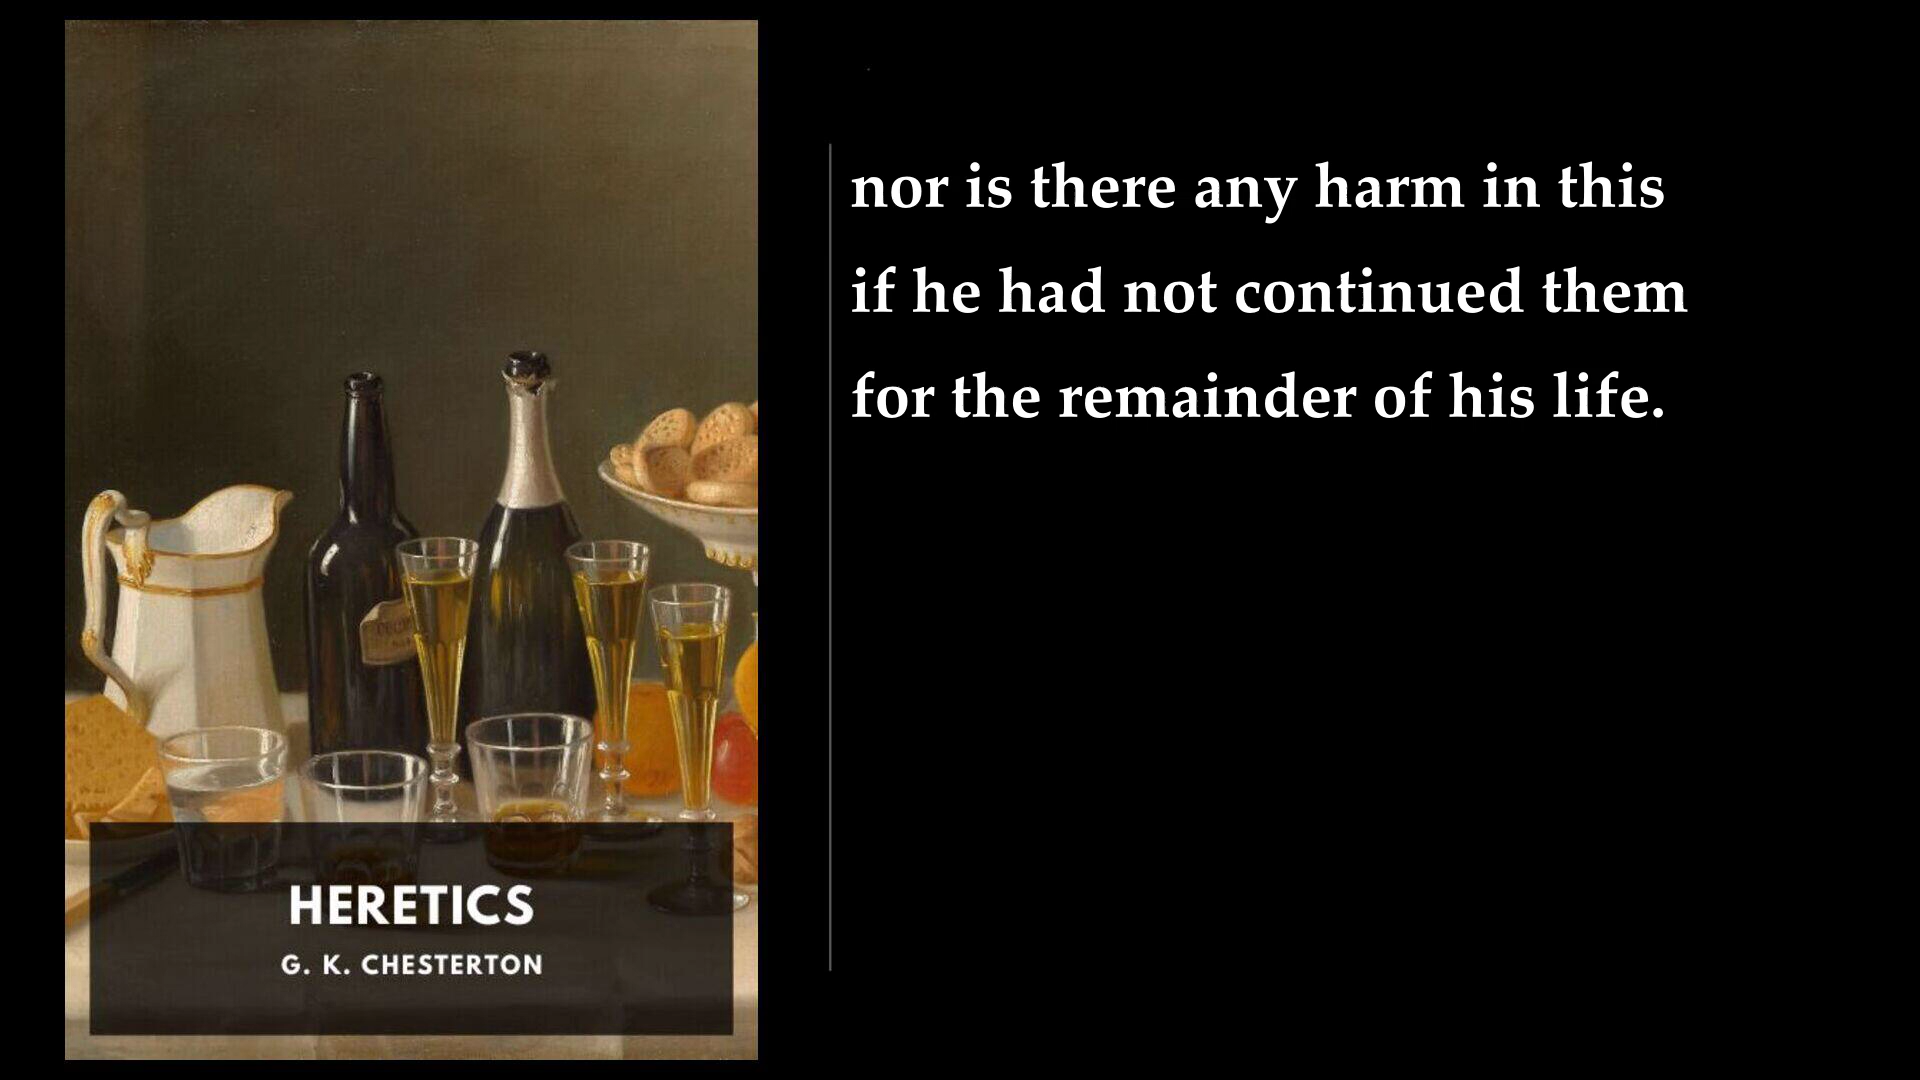 nor is there any harm in this
if he had not continued them
for the remainder of his life.
HERETICS
G. K. CHESTERTON